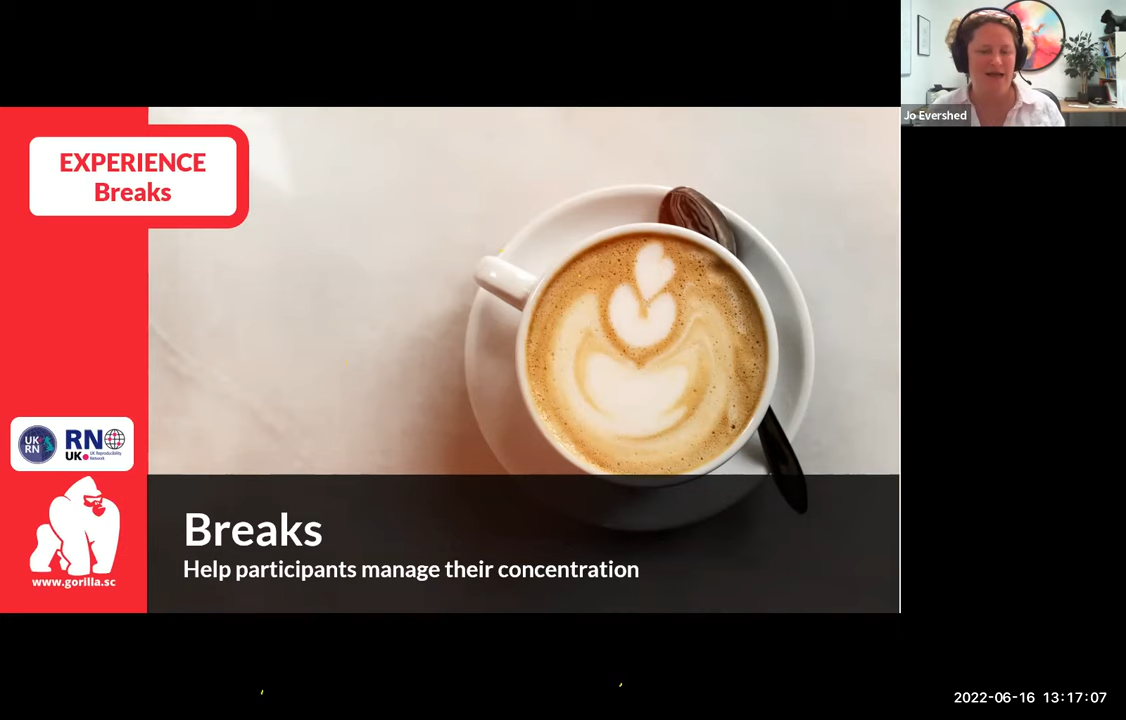 Jo Evershed
EXPERIENCE
Breaks
UK
RN
RN
UK
UK Reproducibility
Network
www.gorilla.sc
Breaks
Help participants manage their concentration
2022-06-16 13:17:07